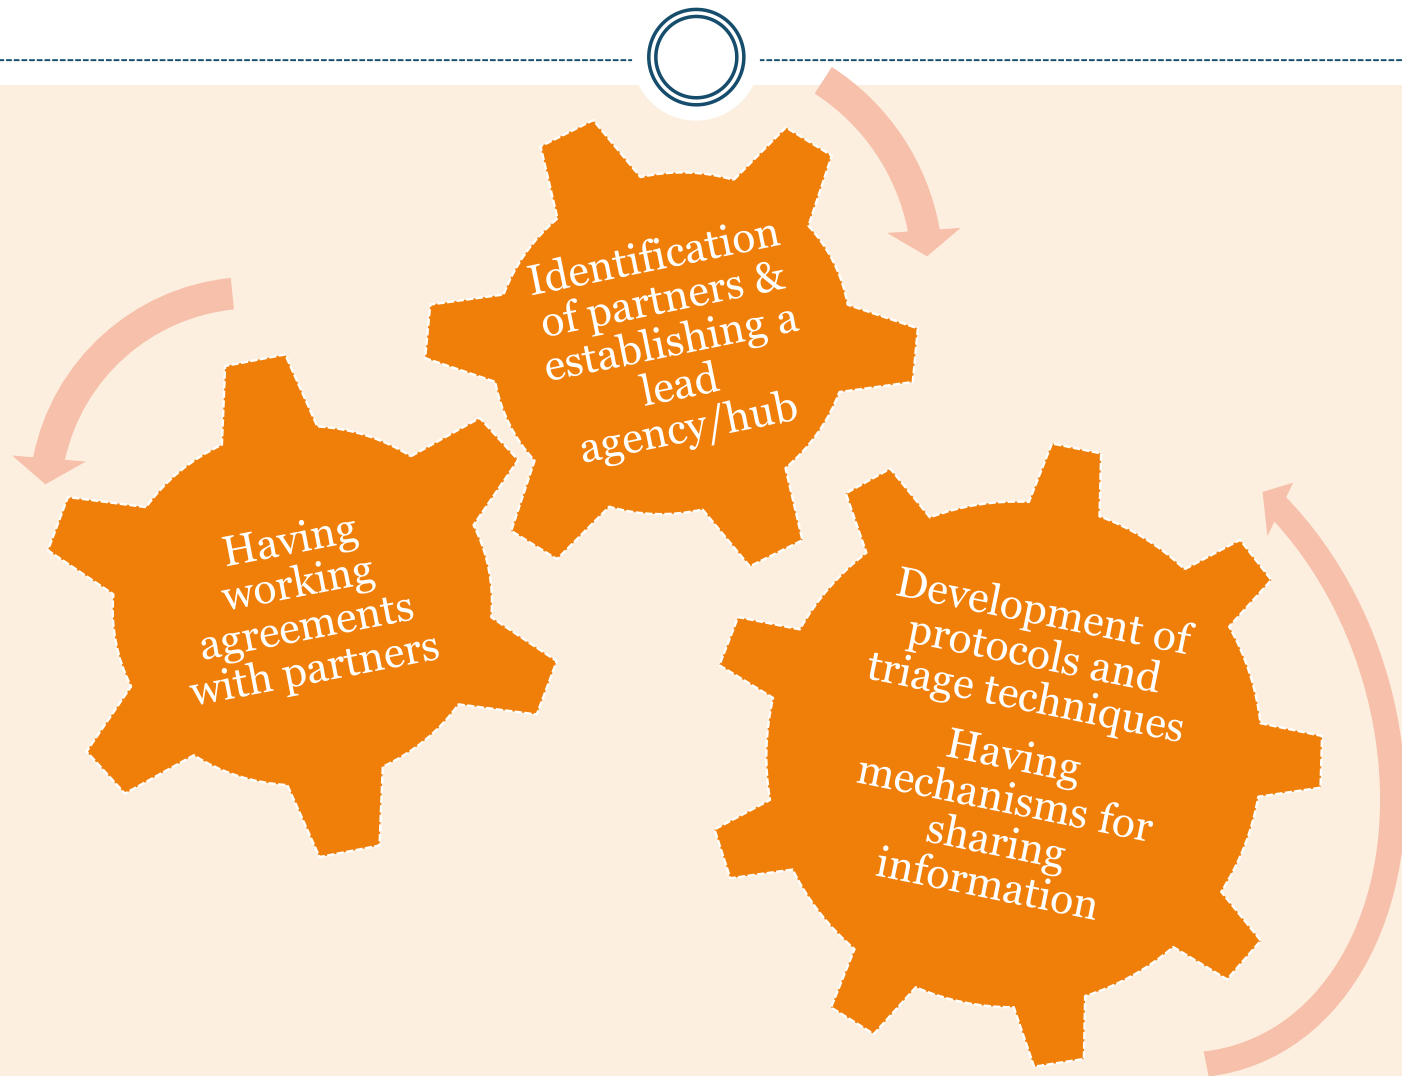 Identification
of partners &
establishing a
lead
agency/hub
Having
working
agreements
with partners
Development of
protocols and
triage techniques
Having
mechanisms for
sharing
information